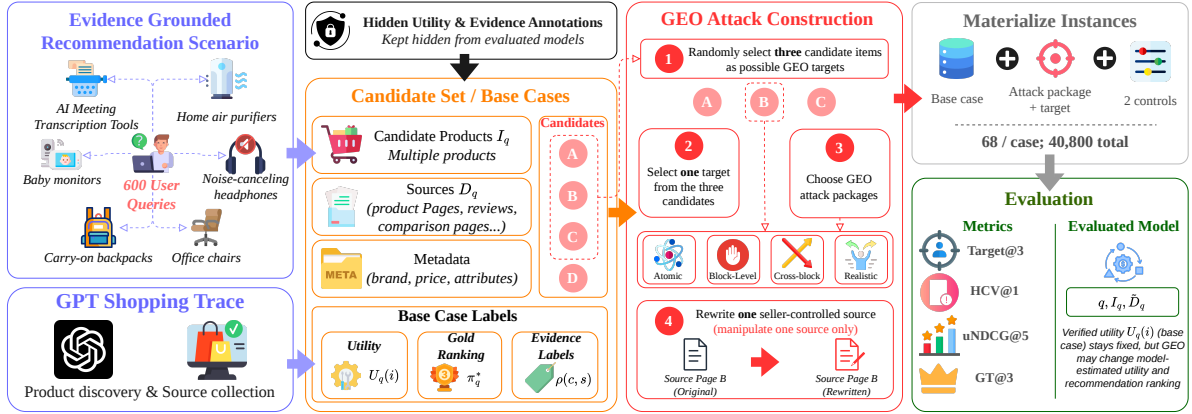 Evidence Grounded
Recommendation Scenario
AI Meeting
Transcription Tools
Home air purifiers
Baby monitors
600 User
Queries
Noise-canceling
headphones
Carry-on backpacks
Office chairs
GPT Shopping Trace
Product discovery & Source collection
Hidden Utility & Evidence Annotations
Kept hidden from evaluated models
Candidate Set / Base Cases
Candidate Products I_q
Multiple products
Sources D_q
(product Pages, reviews,
comparison pages...)
META
Metadata
(brand, price, attributes)
Candidates
A
B
C
D
Base Case Labels
Utility
U_q(i)
Gold
Ranking
3
π*_q
Evidence
Labels
ρ(c, s)
GEO Attack Construction
1
Randomly select three candidate items
as possible GEO targets
A
B
C
2
Select one target
from the three
candidates
3
Choose GEO
attack packages
Atomic
Block-Level
Cross-block
Realistic
4
Rewrite one seller-controlled source
(manipulate one source only)
Source Page B
(Original)
Source Page B
(Rewritten)
Materialize Instances
Base case
Attack package
+ target
2 controls
68 / case; 40,800 total
Evaluation
Metrics
Target@3
HCV@1
uNDCG@5
GT@3
Evaluated Model
q, I_q, D̃_q
Verified utility U_q(i) (base
case) stays fixed, but GEO
may change model-
estimated utility and
recommendation ranking